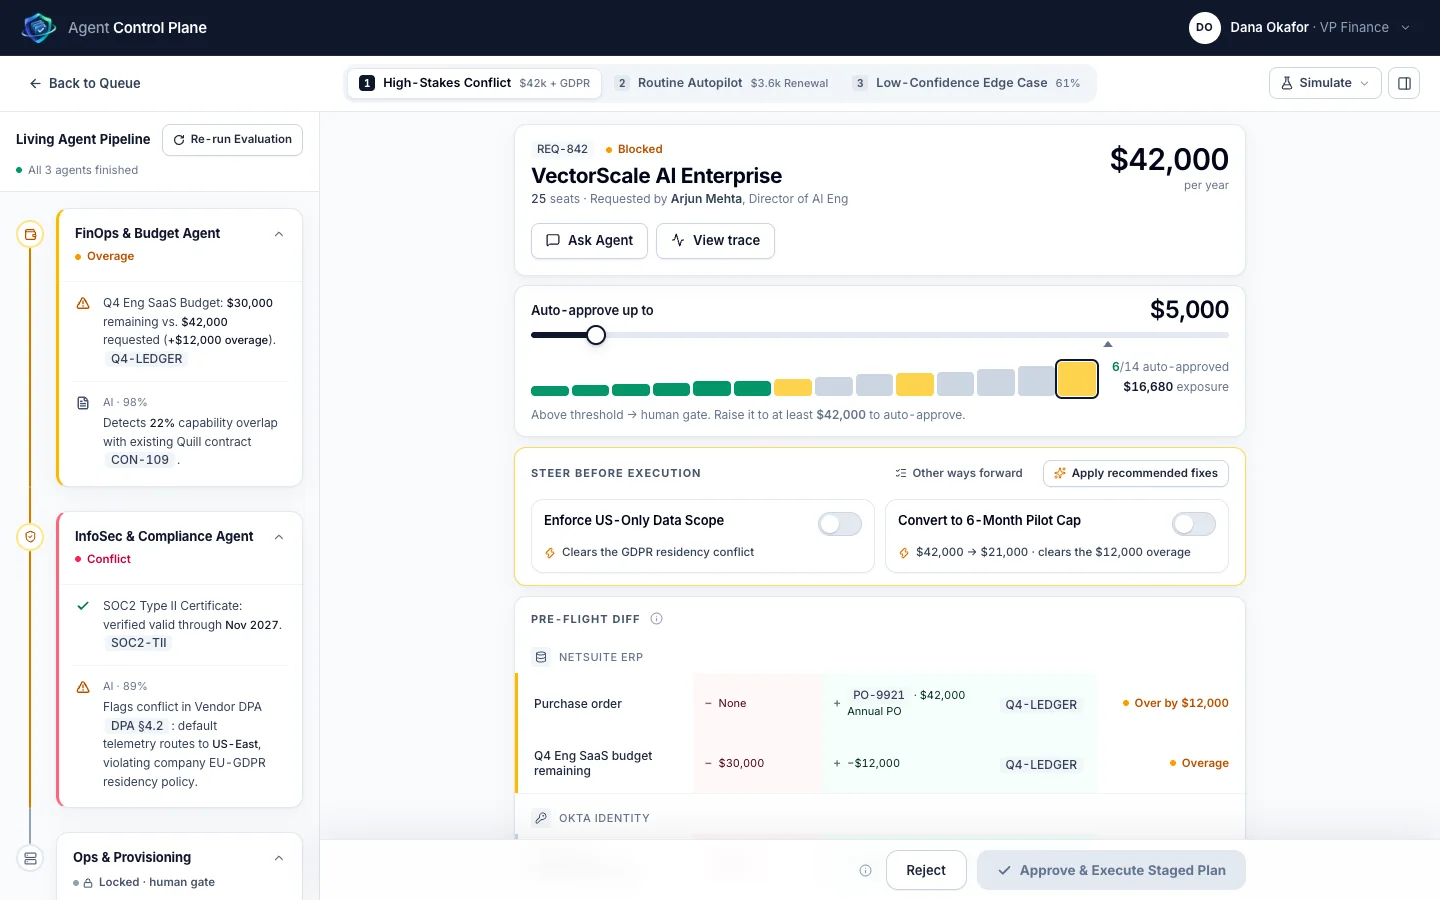 Agent Control Plane
DO Dana Okafor · VP Finance
Back to Queue
1 High-Stakes Conflict $42k + GDPR
2 Routine Autopilot $3.6k Renewal
3 Low-Confidence Edge Case 61%
Simulate
Living Agent Pipeline
Re-run Evaluation
All 3 agents finished
FinOps & Budget Agent
Overage
Q4 Eng SaaS Budget: $30,000
remaining vs. $42,000
requested (+$12,000 overage).
Q4-LEDGER
AI · 98%
Detects 22% capability overlap
with existing Quill contract
CON-109 .
InfoSec & Compliance Agent
Conflict
SOC2 Type II Certificate:
verified valid through Nov 2027.
SOC2-TII
AI · 89%
Flags conflict in Vendor DPA
DPA §4.2 : default
telemetry routes to US-East,
violating company EU-GDPR
residency policy.
Ops & Provisioning
Locked · human gate
REQ-842 Blocked
VectorScale AI Enterprise
25 seats · Requested by Arjun Mehta, Director of AI Eng
$42,000
per year
Ask Agent
View trace
Auto-approve up to
$5,000
6/14 auto-approved
$16,680 exposure
Above threshold → human gate. Raise it to at least $42,000 to auto-approve.
STEER BEFORE EXECUTION
Other ways forward
Apply recommended fixes
Enforce US-Only Data Scope
Clears the GDPR residency conflict
Convert to 6-Month Pilot Cap
$42,000 → $21,000 · clears the $12,000 overage
PRE-FLIGHT DIFF
NETSUITE ERP
Purchase order
− None
+ PO-9921 · $42,000
Annual PO
Q4-LEDGER
Over by $12,000
Q4 Eng SaaS budget
remaining
− $30,000
+ −$12,000
Q4-LEDGER
Overage
OKTA IDENTITY
Reject
Approve & Execute Staged Plan